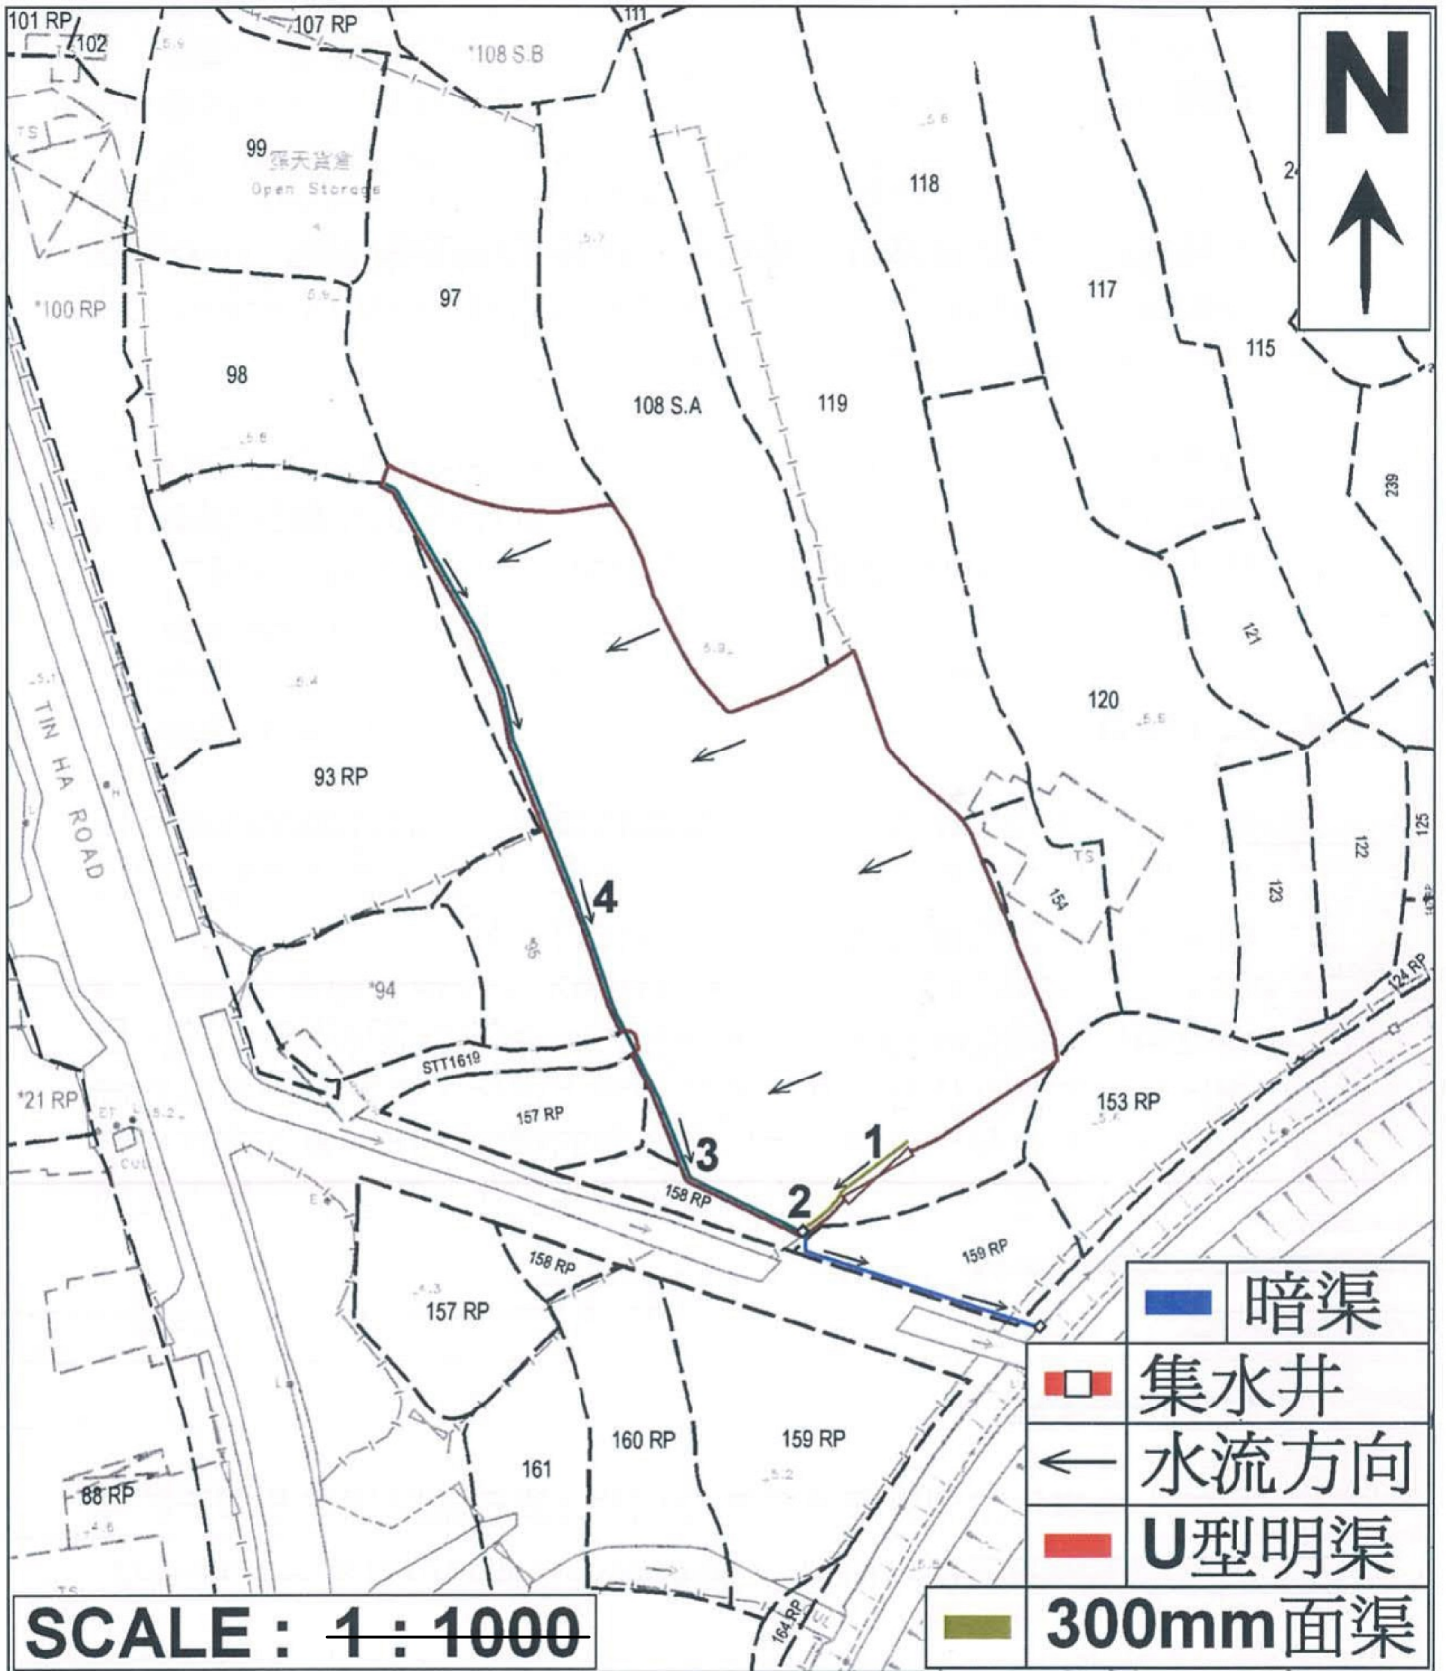 101 RP
102
107 RP
111
*108 S.B
N
TS
99
露天貨倉
Open Storage
118
117
*100 RP
97
98
108 S.A
119
115
239
121
120
TIN HA ROAD
93 RP
TS
154
122
125
123
4
*95
*94
124 RP
STT1619
*21 RP
157 RP
153 RP
1
3
158 RP
2
159 RP
158 RP
157 RP
暗渠
集水井
160 RP
159 RP
161
水流方向
88 RP
U型明渠
TS
164 RP
SCALE : 1 : 1000
300mm面渠